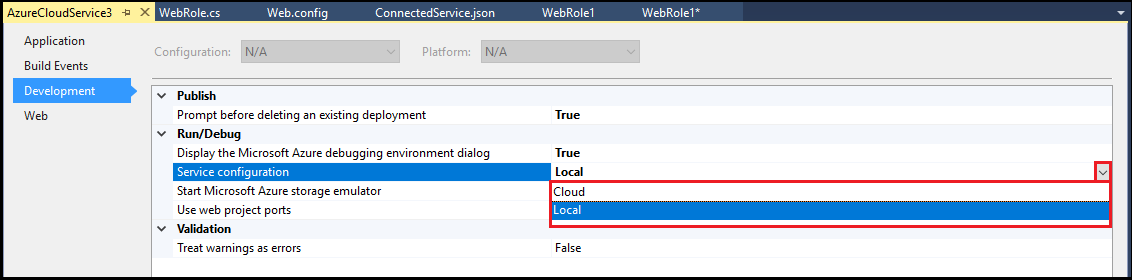 AzureCloudService3 WebRole.cs Web.config ConnectedService.json WebRole1 WebRole1*
Application
Configuration: N/A Platform: N/A
Build Events
Development
Web
Publish
Prompt before deleting an existing deployment True
Run/Debug
Display the Microsoft Azure debugging environment dialog True
Service configuration Local
Start Microsoft Azure storage emulator Cloud
Use web project ports Local
Validation
Treat warnings as errors False